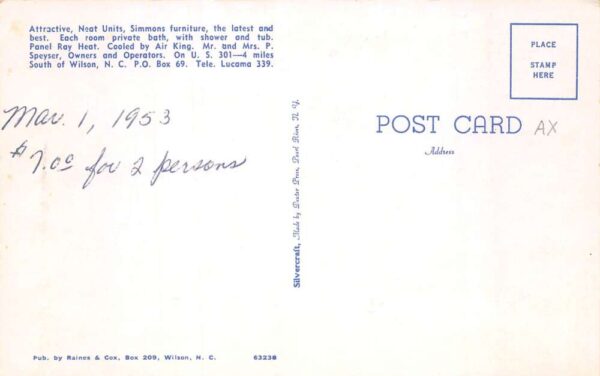 Attractive, Neat Units, Simmons furniture, the latest and
best. Each room private bath, with shower and tub.
Panel Ray Heat. Cooled by Air King. Mr. and Mrs. P.
Speyser, Owners and Operators. On U. S. 301—4 miles
South of Wilson, N. C. P.O. Box 69. Tele. Lucama 339.
Mar. 1, 1953
$7.00 for 2 persons
Pub. by Raines & Cox, Box 209, Wilson, N. C. 63238
Silvercraft, Made by Dexter Press, Pearl River, N. Y.
PLACE
STAMP
HERE
POST CARD AX
Address